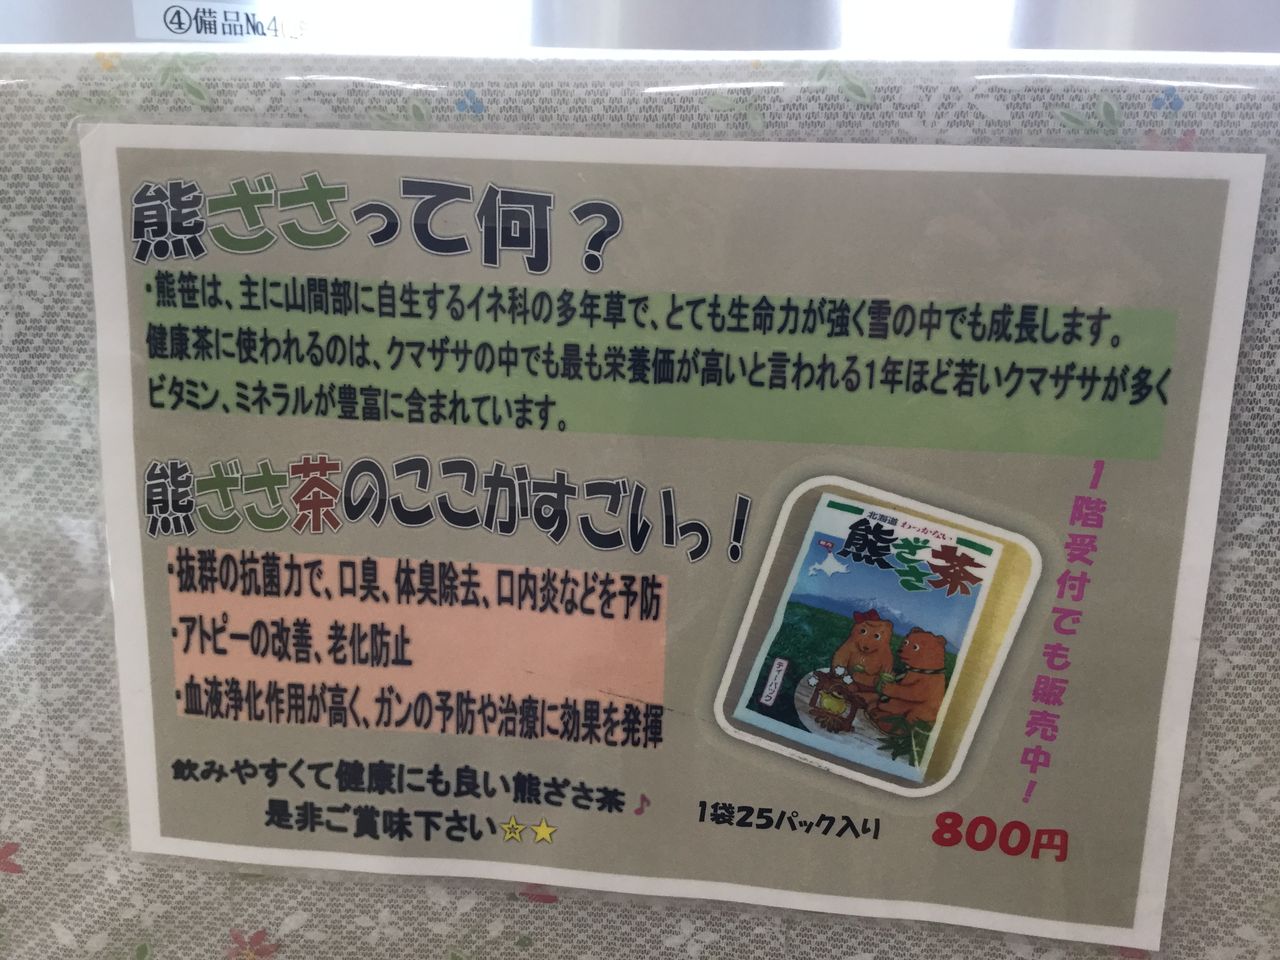 ④備品No.4
熊ざさって何？
・熊笹は、主に山間部に自生するイネ科の多年草で、とても生命力が強く雪の中でも成長します。
健康茶に使われるのは、クマザサの中でも最も栄養価が高いと言われる1年ほど若いクマザサが多く
ビタミン、ミネラルが豊富に含まれています。
熊ざさ茶のここがすごいっ！
・抜群の抗菌力で、口臭、体臭除去、口内炎などを予防
・アトピーの改善、老化防止
・血液浄化作用が高く、ガンの予防や治療に効果を発揮
飲みやすくて健康にも良い熊ざさ茶♪
是非ご賞味下さい☆★
北海道 わっかない
熊ざさ茶
ティーパック
1階受付でも販売中！
1袋25パック入り
800円